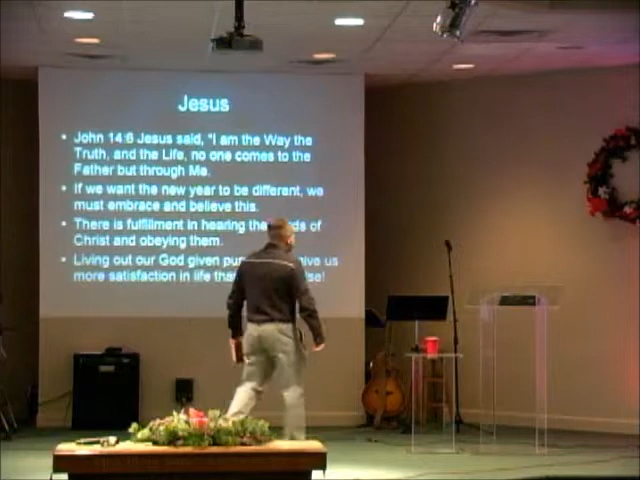 Jesus
• John 14:6 Jesus said, "I am the Way the
Truth, and the Life, no one comes to the
Father but through Me.
• If we want the new year to be different, we
must embrace and believe this.
• There is fulfillment in hearing the of
Christ and obeying them.
• Living out our God given us
more satisfaction in life